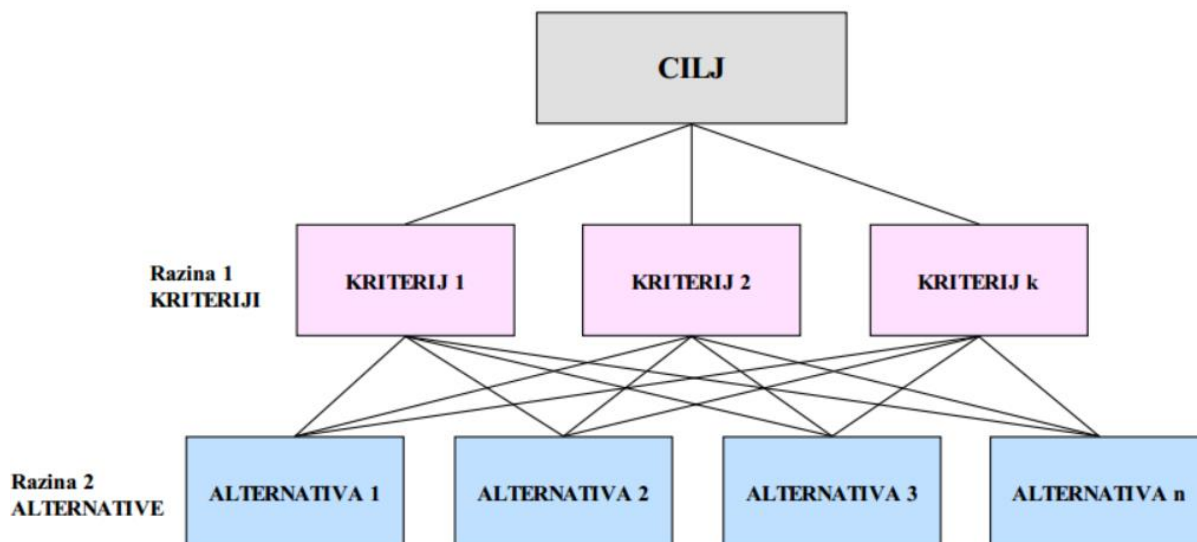 CILJ
Razina 1
KRITERIJI
KRITERIJ 1
KRITERIJ 2
KRITERIJ k
Razina 2
ALTERNATIVE
ALTERNATIVA 1
ALTERNATIVA 2
ALTERNATIVA 3
ALTERNATIVA n